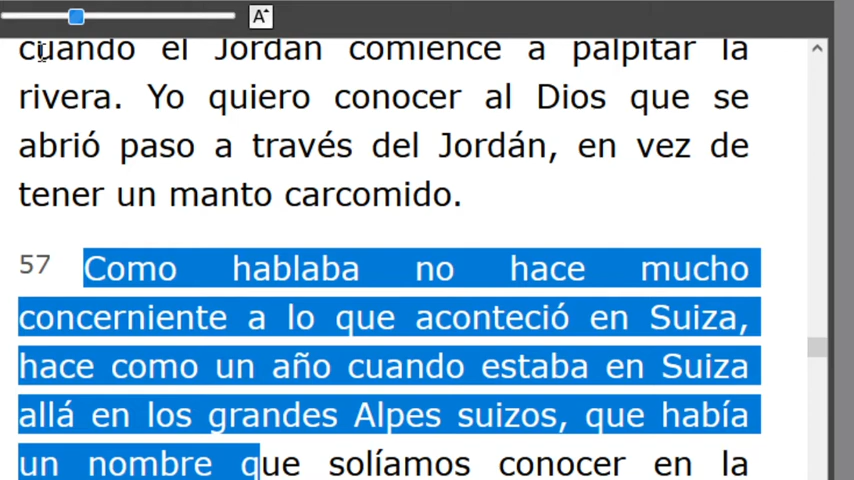 A
cuando el Jordán comience a palpitar la
rivera. Yo quiero conocer al Dios que se
abrió paso a través del Jordán, en vez de
tener un manto carcomido.
57 Como hablaba no hace mucho
concerniente a lo que aconteció en Suiza,
hace como un año cuando estaba en Suiza
allá en los grandes Alpes suizos, que había
un nombre que solíamos conocer en la